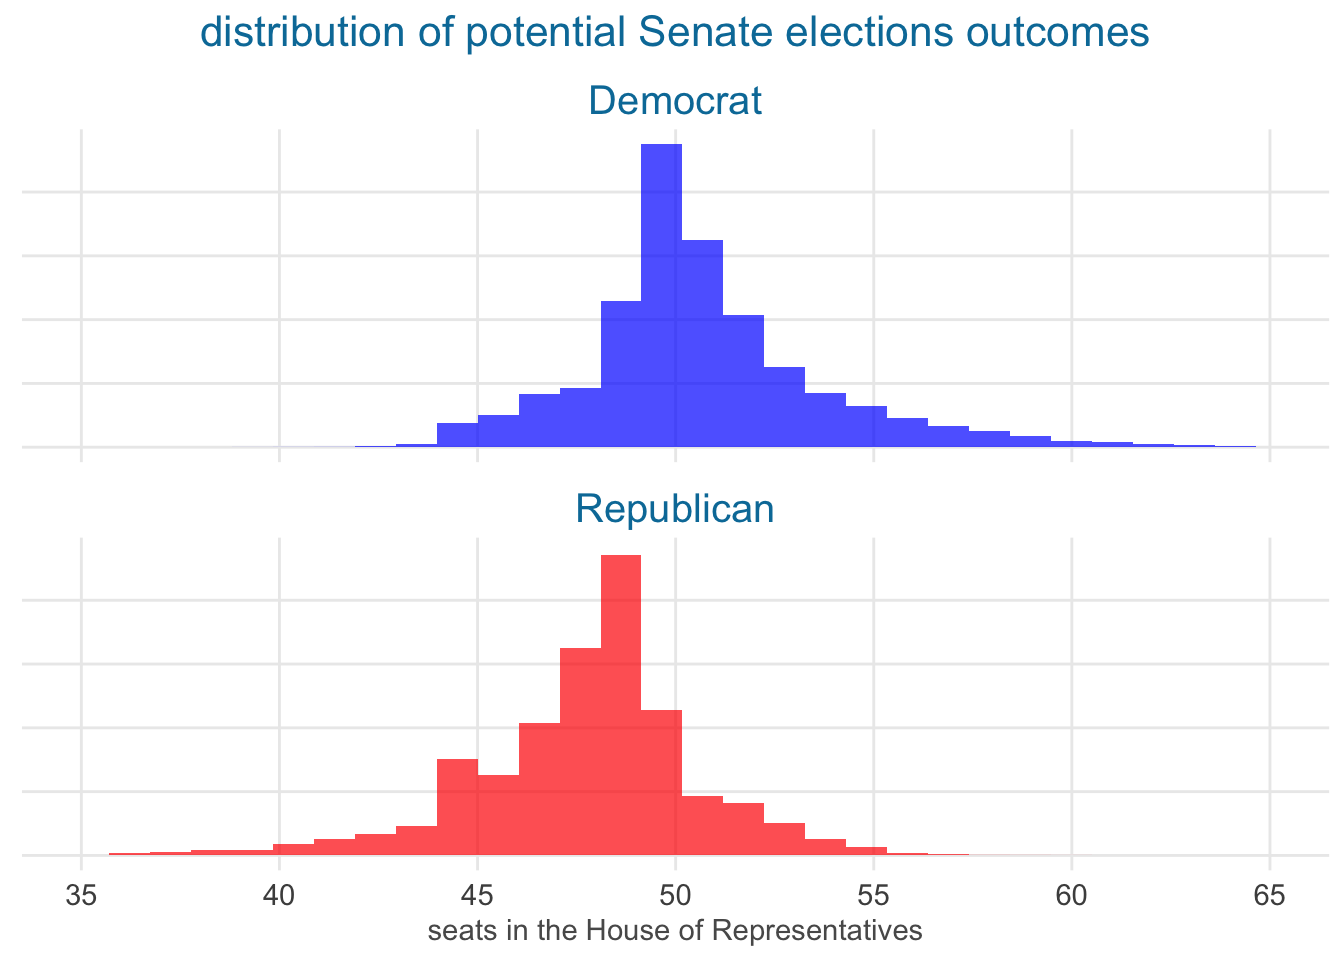 distribution of potential Senate elections outcomes
Democrat
Republican
35 40 45 50 55 60 65
seats in the House of Representatives